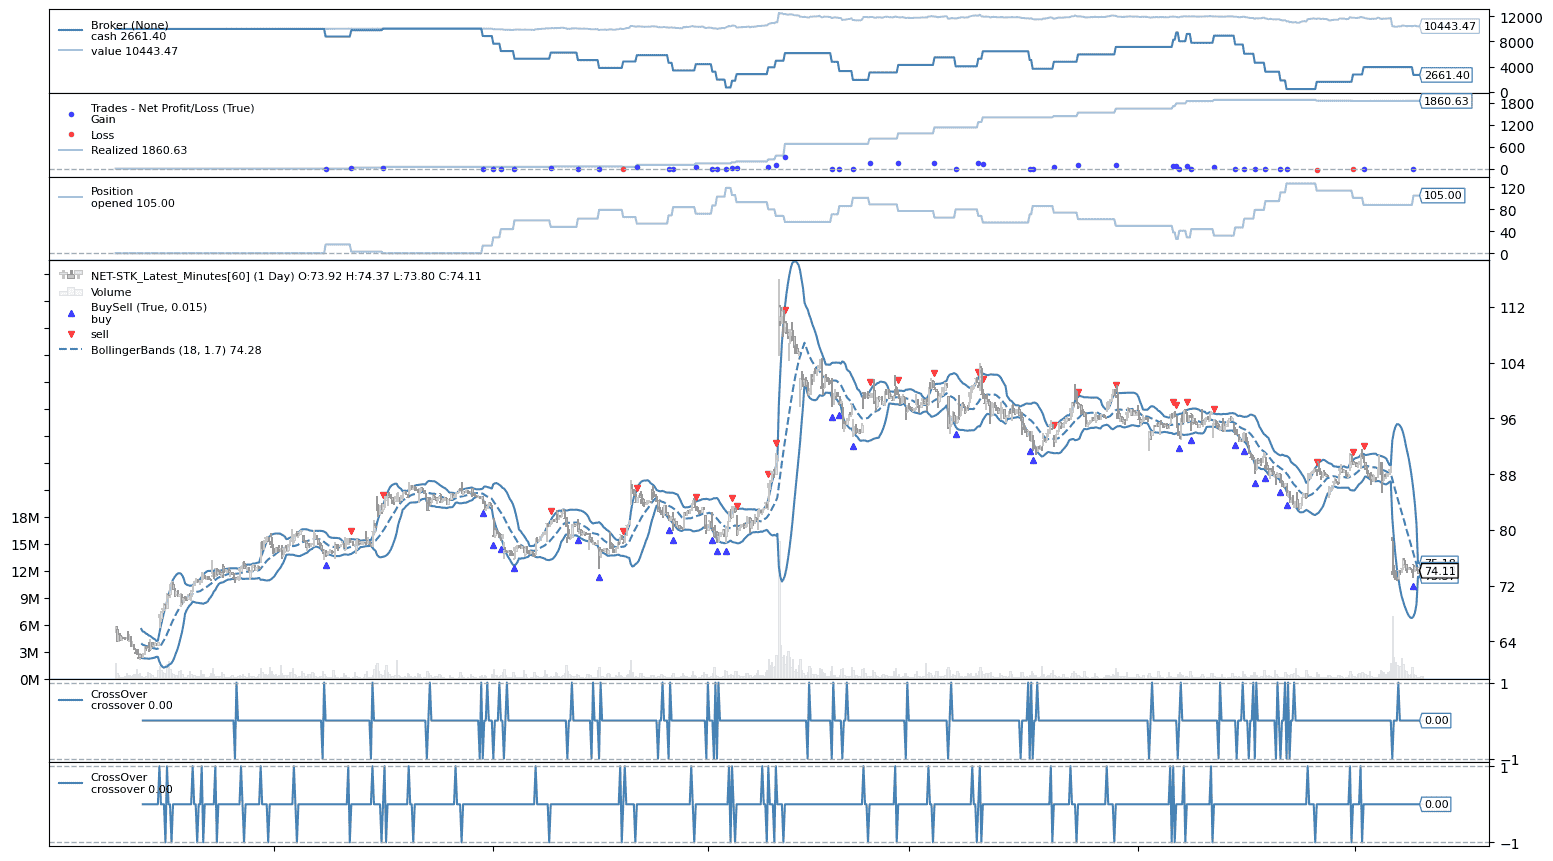 Broker (None)
cash 2661.40
value 10443.47
12000
10443.47
8000
4000
2661.40
0
Trades - Net Profit/Loss (True)
Gain
Loss
Realized 1860.63
1860.63
1800
1200
600
0
Position
opened 105.00
120
105.00
80
40
0
NET-STK_Latest_Minutes[60] (1 Day) O:73.92 H:74.37 L:73.80 C:74.11
Volume
BuySell (True, 0.015)
buy
sell
BollingerBands (18, 1.7) 74.28
112
104
96
88
80
72
64
74.11
18M
15M
12M
9M
6M
3M
0M
CrossOver
crossover 0.00
1
0.00
−1
CrossOver
crossover 0.00
1
0.00
−1